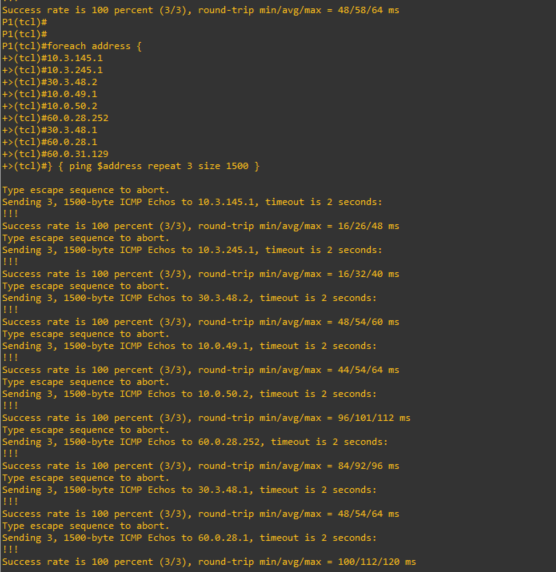 Success rate is 100 percent (3/3), round-trip min/avg/max = 48/58/64 ms
P1(tcl)#
P1(tcl)#
P1(tcl)#foreach address {
+>(tcl)#10.3.145.1
+>(tcl)#10.3.245.1
+>(tcl)#30.3.48.2
+>(tcl)#10.0.49.1
+>(tcl)#10.0.50.2
+>(tcl)#60.0.28.252
+>(tcl)#30.3.48.1
+>(tcl)#60.0.28.1
+>(tcl)#60.0.31.129
+>(tcl)#} { ping $address repeat 3 size 1500 }
Type escape sequence to abort.
Sending 3, 1500-byte ICMP Echos to 10.3.145.1, timeout is 2 seconds:
!!!
Success rate is 100 percent (3/3), round-trip min/avg/max = 16/26/48 ms
Type escape sequence to abort.
Sending 3, 1500-byte ICMP Echos to 10.3.245.1, timeout is 2 seconds:
!!!
Success rate is 100 percent (3/3), round-trip min/avg/max = 16/32/40 ms
Type escape sequence to abort.
Sending 3, 1500-byte ICMP Echos to 30.3.48.2, timeout is 2 seconds:
!!!
Success rate is 100 percent (3/3), round-trip min/avg/max = 48/54/60 ms
Type escape sequence to abort.
Sending 3, 1500-byte ICMP Echos to 10.0.49.1, timeout is 2 seconds:
!!!
Success rate is 100 percent (3/3), round-trip min/avg/max = 44/54/64 ms
Type escape sequence to abort.
Sending 3, 1500-byte ICMP Echos to 10.0.50.2, timeout is 2 seconds:
!!!
Success rate is 100 percent (3/3), round-trip min/avg/max = 96/101/112 ms
Type escape sequence to abort.
Sending 3, 1500-byte ICMP Echos to 60.0.28.252, timeout is 2 seconds:
!!!
Success rate is 100 percent (3/3), round-trip min/avg/max = 84/92/96 ms
Type escape sequence to abort.
Sending 3, 1500-byte ICMP Echos to 30.3.48.1, timeout is 2 seconds:
!!!
Success rate is 100 percent (3/3), round-trip min/avg/max = 48/54/64 ms
Type escape sequence to abort.
Sending 3, 1500-byte ICMP Echos to 60.0.28.1, timeout is 2 seconds:
!!!
Success rate is 100 percent (3/3), round-trip min/avg/max = 100/112/120 ms